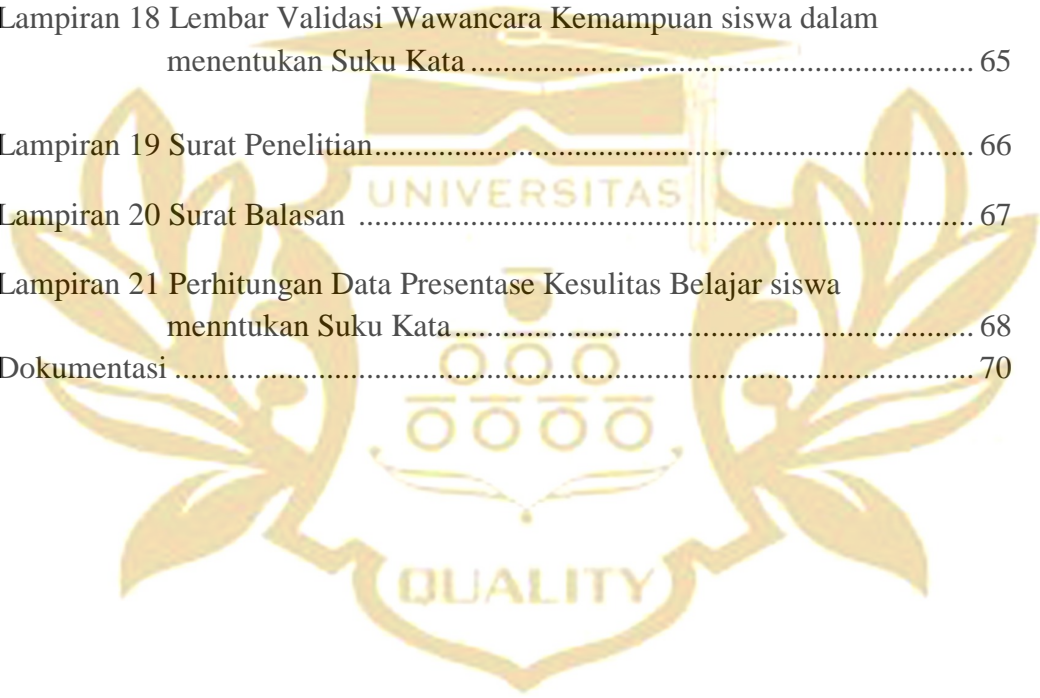 Lampiran 18 Lembar Validasi Wawancara Kemampuan siswa dalam
menentukan Suku Kata ................................................................ 65
Lampiran 19 Surat Penelitian............................................................................. 66
UNIVERSITAS
Lampiran 20 Surat Balasan .............................................................................. 67
Lampiran 21 Perhitungan Data Presentase Kesulitas Belajar siswa
menntukan Suku Kata.................................................................. 68
Dokumentasi ...................................................................................................... 70
QUALITY